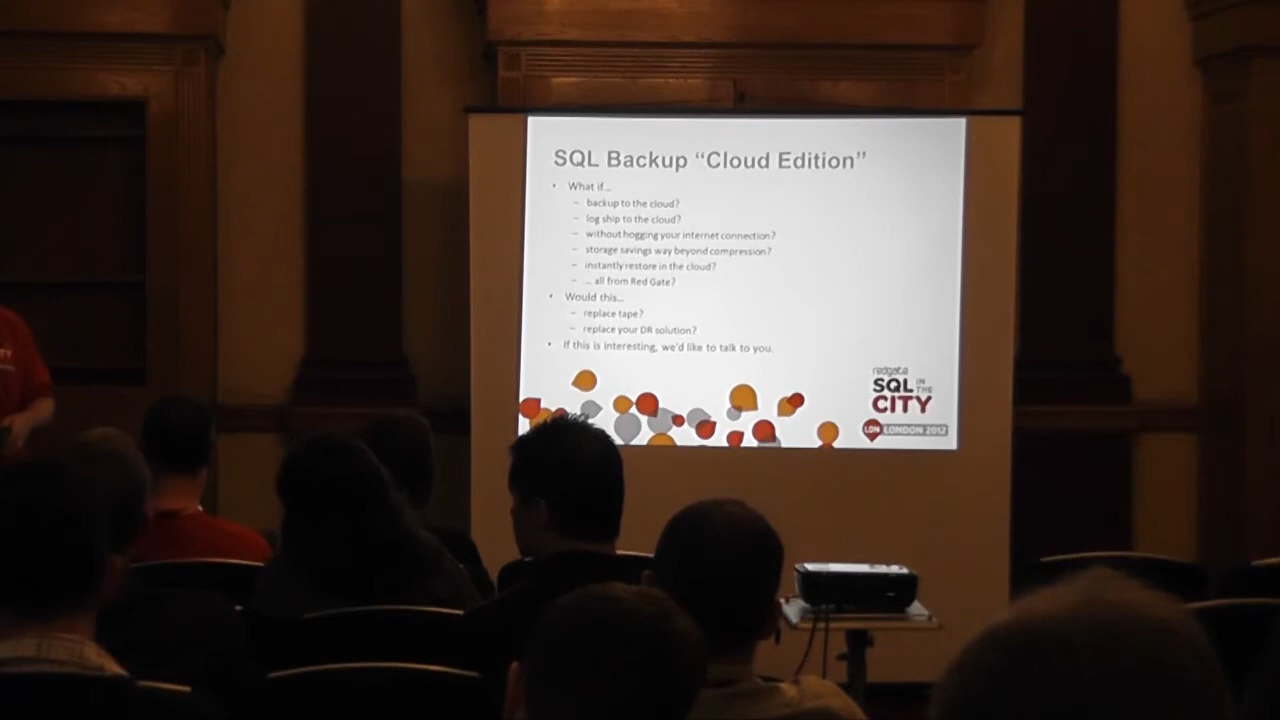 SQL Backup “Cloud Edition”
• What if...
– backup to the cloud?
– log ship to the cloud?
– without hogging your internet connection?
– storage savings way beyond compression?
– instantly restore in the cloud?
– ... all from Red Gate?
• Would this...
– replace tape?
– replace your DR solution?
• If this is interesting, we’d like to talk to you.
redgate
SQL IN THE
CITY
LDN LONDON 2012